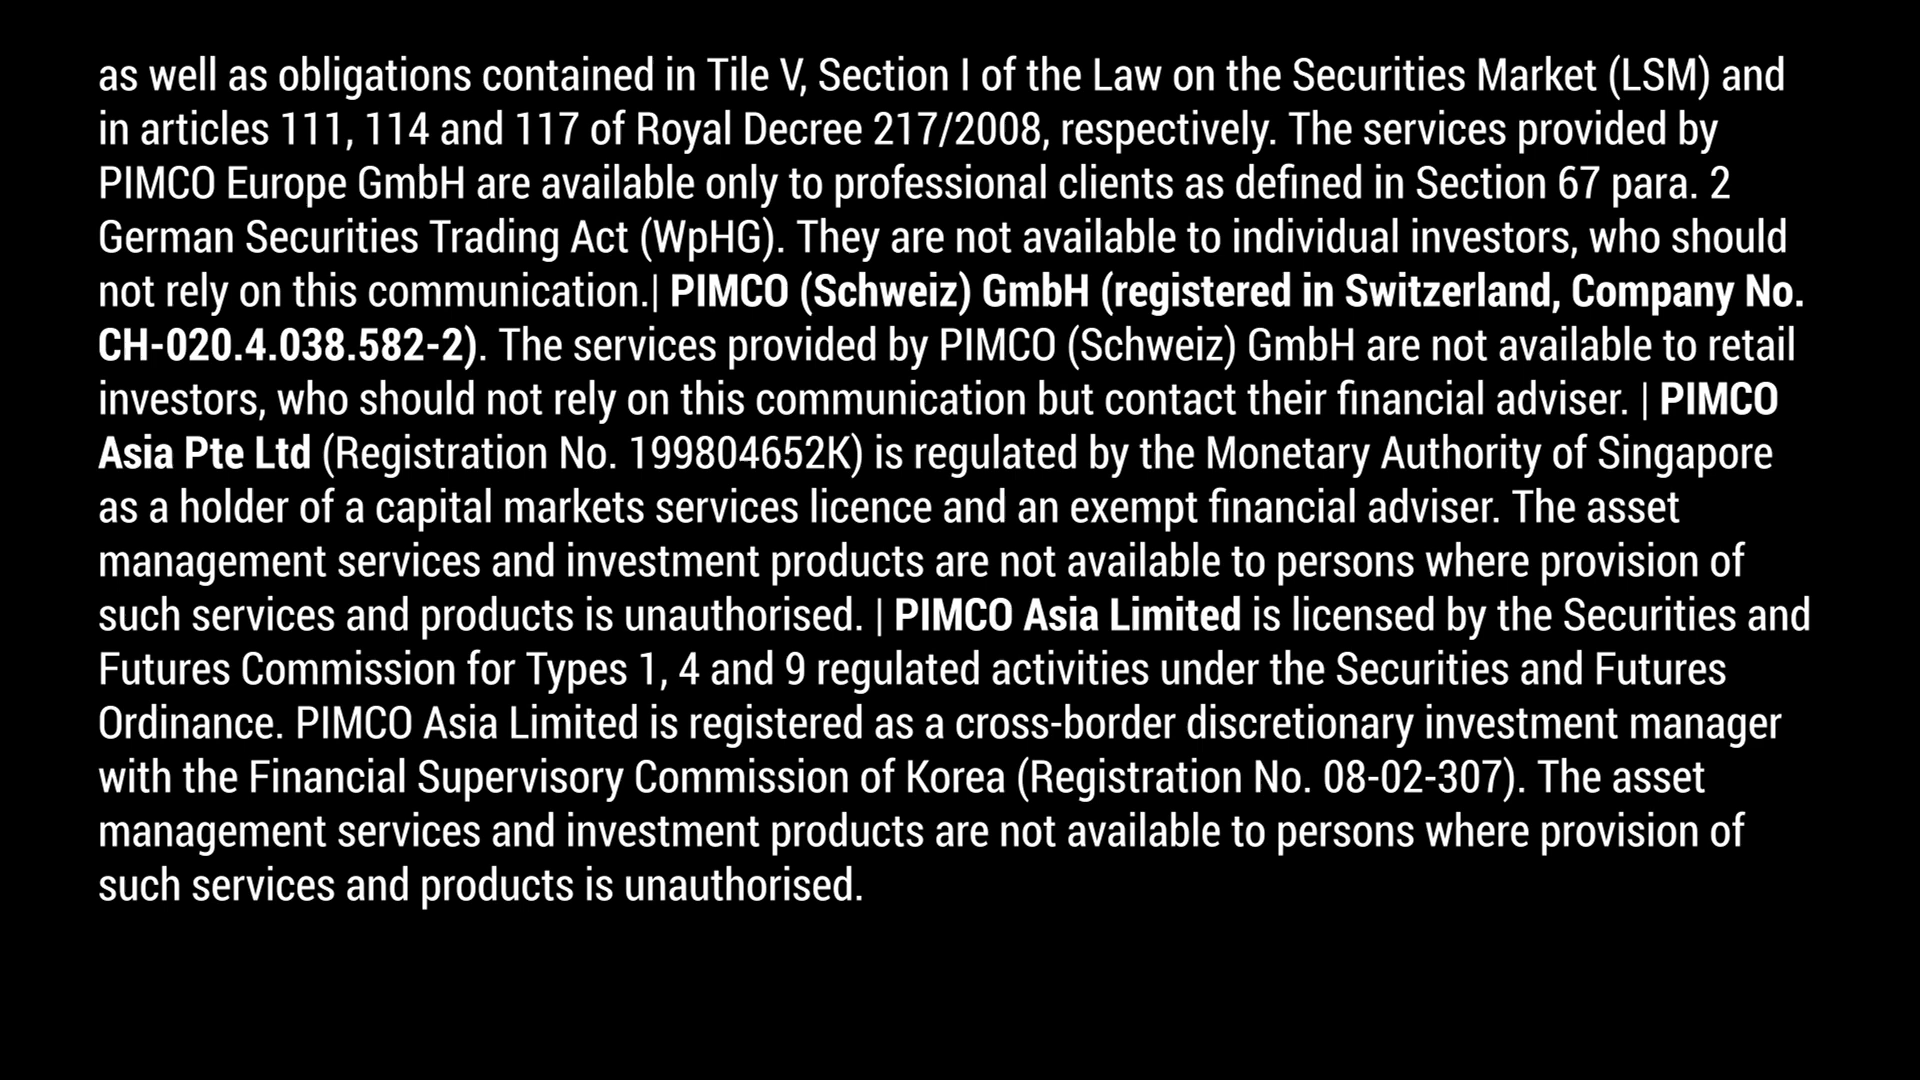 as well as obligations contained in Tile V, Section I of the Law on the Securities Market (LSM) and
in articles 111, 114 and 117 of Royal Decree 217/2008, respectively. The services provided by
PIMCO Europe GmbH are available only to professional clients as defined in Section 67 para. 2
German Securities Trading Act (WpHG). They are not available to individual investors, who should
not rely on this communication.| PIMCO (Schweiz) GmbH (registered in Switzerland, Company No.
CH-020.4.038.582-2). The services provided by PIMCO (Schweiz) GmbH are not available to retail
investors, who should not rely on this communication but contact their financial adviser. | PIMCO
Asia Pte Ltd (Registration No. 199804652K) is regulated by the Monetary Authority of Singapore
as a holder of a capital markets services licence and an exempt financial adviser. The asset
management services and investment products are not available to persons where provision of
such services and products is unauthorised. | PIMCO Asia Limited is licensed by the Securities and
Futures Commission for Types 1, 4 and 9 regulated activities under the Securities and Futures
Ordinance. PIMCO Asia Limited is registered as a cross-border discretionary investment manager
with the Financial Supervisory Commission of Korea (Registration No. 08-02-307). The asset
management services and investment products are not available to persons where provision of
such services and products is unauthorised.